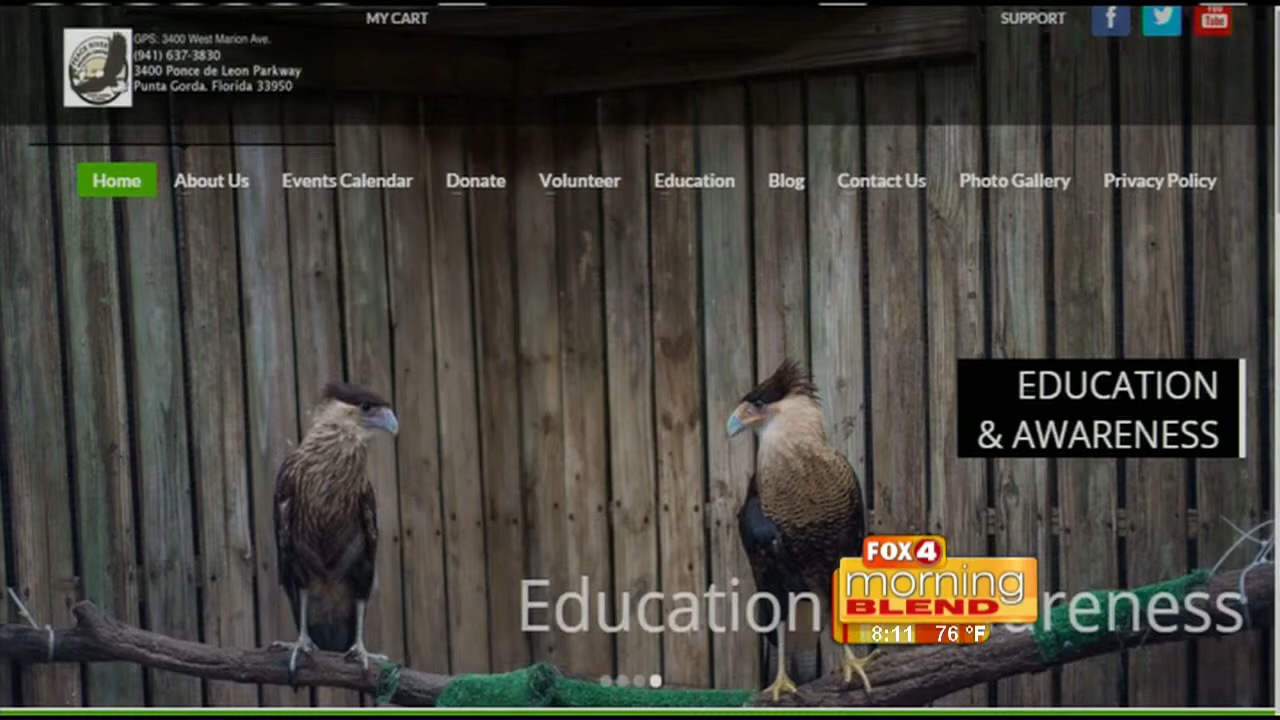 MY CART
SUPPORT
f
You
Tube
GPS: 3400 West Marion Ave.
(941) 637-3830
3400 Ponce de Leon Parkway
Punta Gorda. Florida 33950
Home About Us Events Calendar Donate Volunteer Education Blog Contact Us Photo Gallery Privacy Policy
EDUCATION
& AWARENESS
Education
reness
FOX 4
morning
BLEND
8:11 76 °F